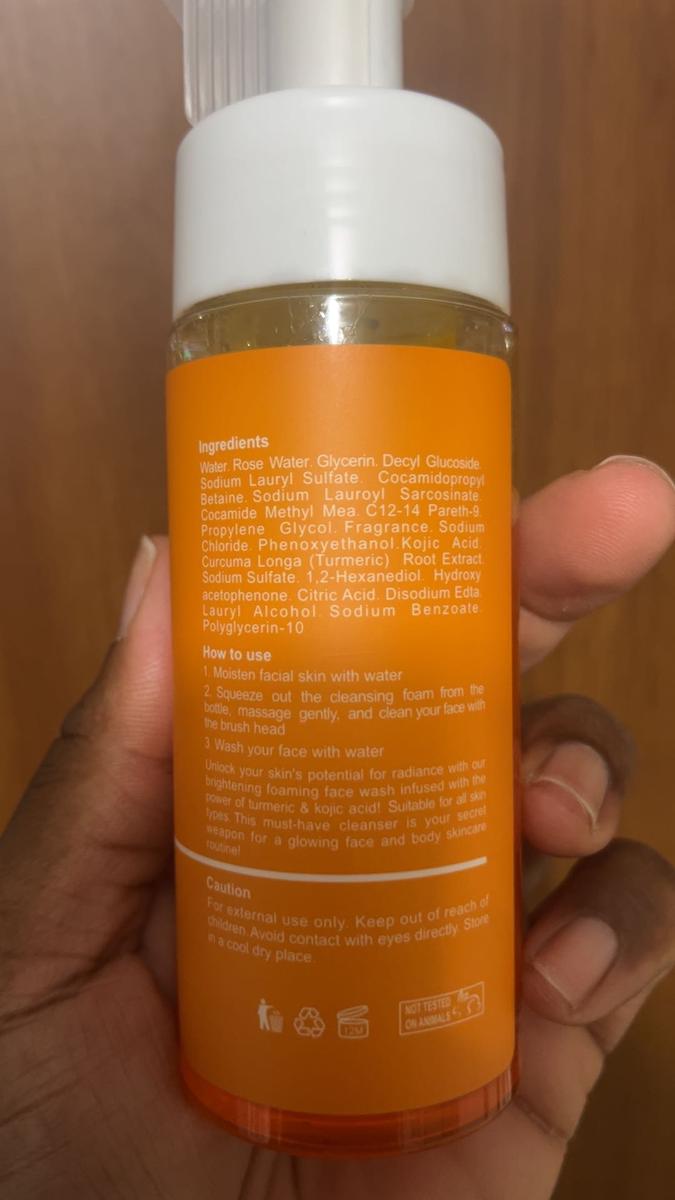 Ingredients
Water. Rose Water. Glycerin. Decyl Glucoside.
Sodium Lauryl Sulfate. Cocamidopropyl
Betaine. Sodium Lauroyl Sarcosinate.
Cocamide Methyl Mea. C12-14 Pareth-9.
Propylene Glycol. Fragrance. Sodium
Chloride. Phenoxyethanol.Kojic Acid.
Curcuma Longa (Turmeric) Root Extract.
Sodium Sulfate. 1,2-Hexanediol. Hydroxy
acetophenone. Citric Acid. Disodium Edta.
Lauryl Alcohol. Sodium Benzoate.
Polyglycerin-10
How to use
1. Moisten facial skin with water
2. Squeeze out the cleansing foam from the
bottle, massage gently, and clean your face with
the brush head
3. Wash your face with water
Unlock your skin's potential for radiance with our
brightening foaming face wash infused with the
power of turmeric & kojic acid! Suitable for all skin
types. This must-have cleanser is your secret
weapon for a glowing face and body skincare
routine!
Caution
For external use only. Keep out of reach of
children. Avoid contact with eyes directly. Store
in a cool dry place.
12M
NOT TESTED
ON ANIMALS